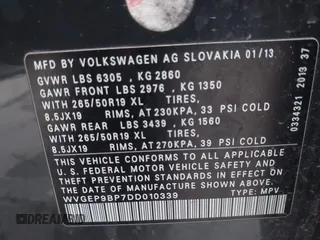 MFD BY VOLKSWAGEN AG SLOVAKIA 01/13
GVWR LBS 6305 , KG 2860
GAWR FRONT LBS 2976 , KG 1350
WITH 265/50R19 XL TIRES,
8.5JX19 RIMS, AT 230KPA, 33 PSI COLD
GAWR REAR LBS 3439 , KG 1560
WITH 265/50R19 XL TIRES,
8.5JX19 RIMS, AT 270KPA, 39 PSI COLD
THIS VEHICLE CONFORMS TO ALL APPLICABLE
U.S. FEDERAL MOTOR VEHICLE SAFETY
STANDARDS IN EFFECT ON THE DATE OF
MANUFACTURE SHOWN ABOVE.
WVGEP9BP7DD010339 TYPE: MPV
0334321 2013 37